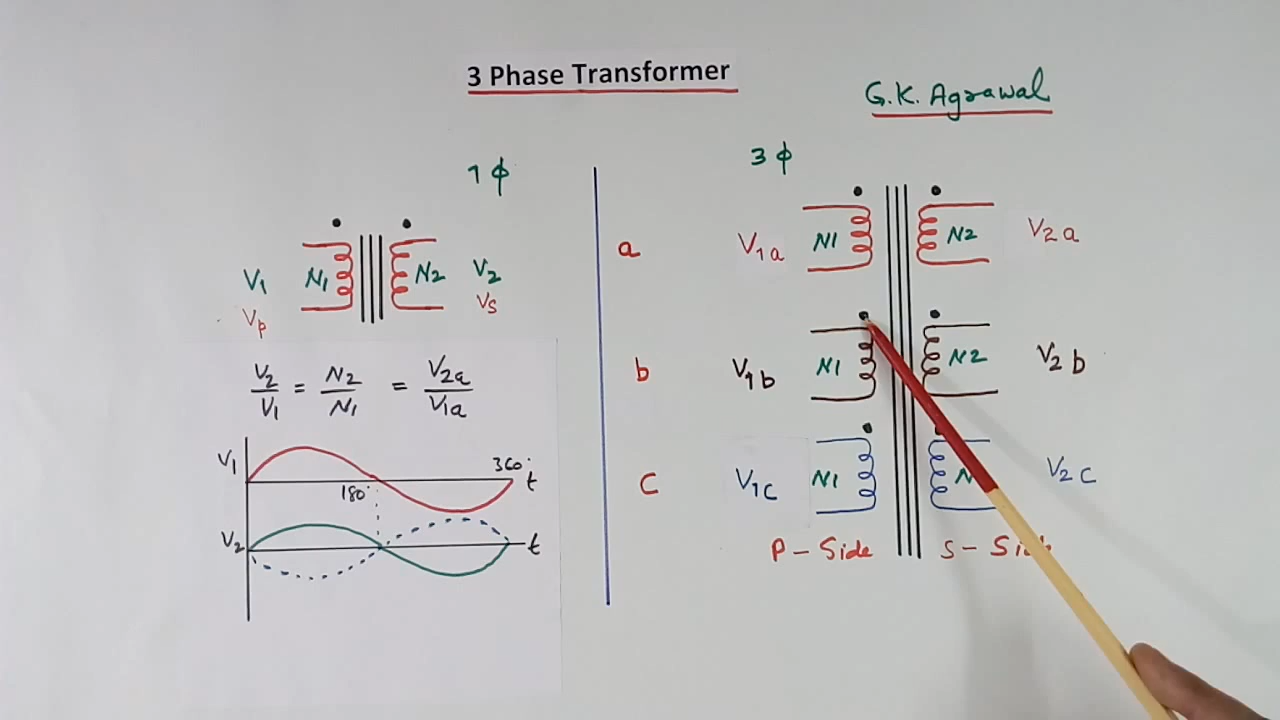 3 Phase Transformer
G.K. Agrawal
1 ϕ
V1 N1 N2 V2
Vp Vs
V2/V1 = N2/N1 = V2a/V1a
V1 180° 360° t
V2 t
3 ϕ
a V1a N1 N2 V2a
b V1b N1 N2 V2b
c V1c N1 V2c
P - Side S -